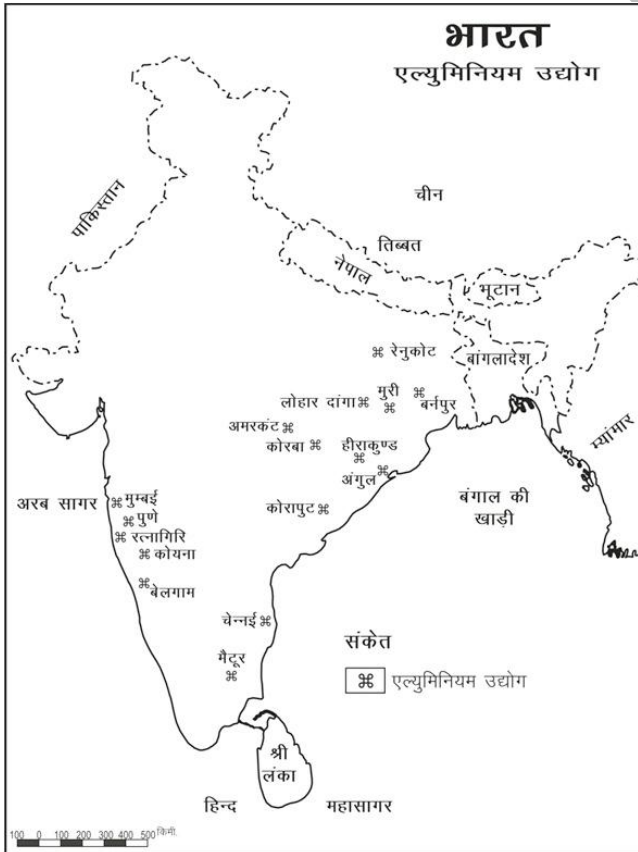 भारत
एल्युमिनियम उद्योग
पाकिस्तान
चीन
तिब्बत
नेपाल
भूटान
बांगलादेश
म्यांमार
रेनुकोट
मुरी
लोहार दांगा
बर्नपुर
अमरकंट
कोरबा
हीराकुण्ड
अंगुल
कोरापुट
अरब सागर
मुम्बई
पुणे
रत्नागिरि
कोयना
बेलगाम
बंगाल की
खाड़ी
चेन्नई
मैटूर
संकेत
एल्युमिनियम उद्योग
श्री
लंका
हिन्द महासागर
100 0 100 200 300 400 500 किमी.